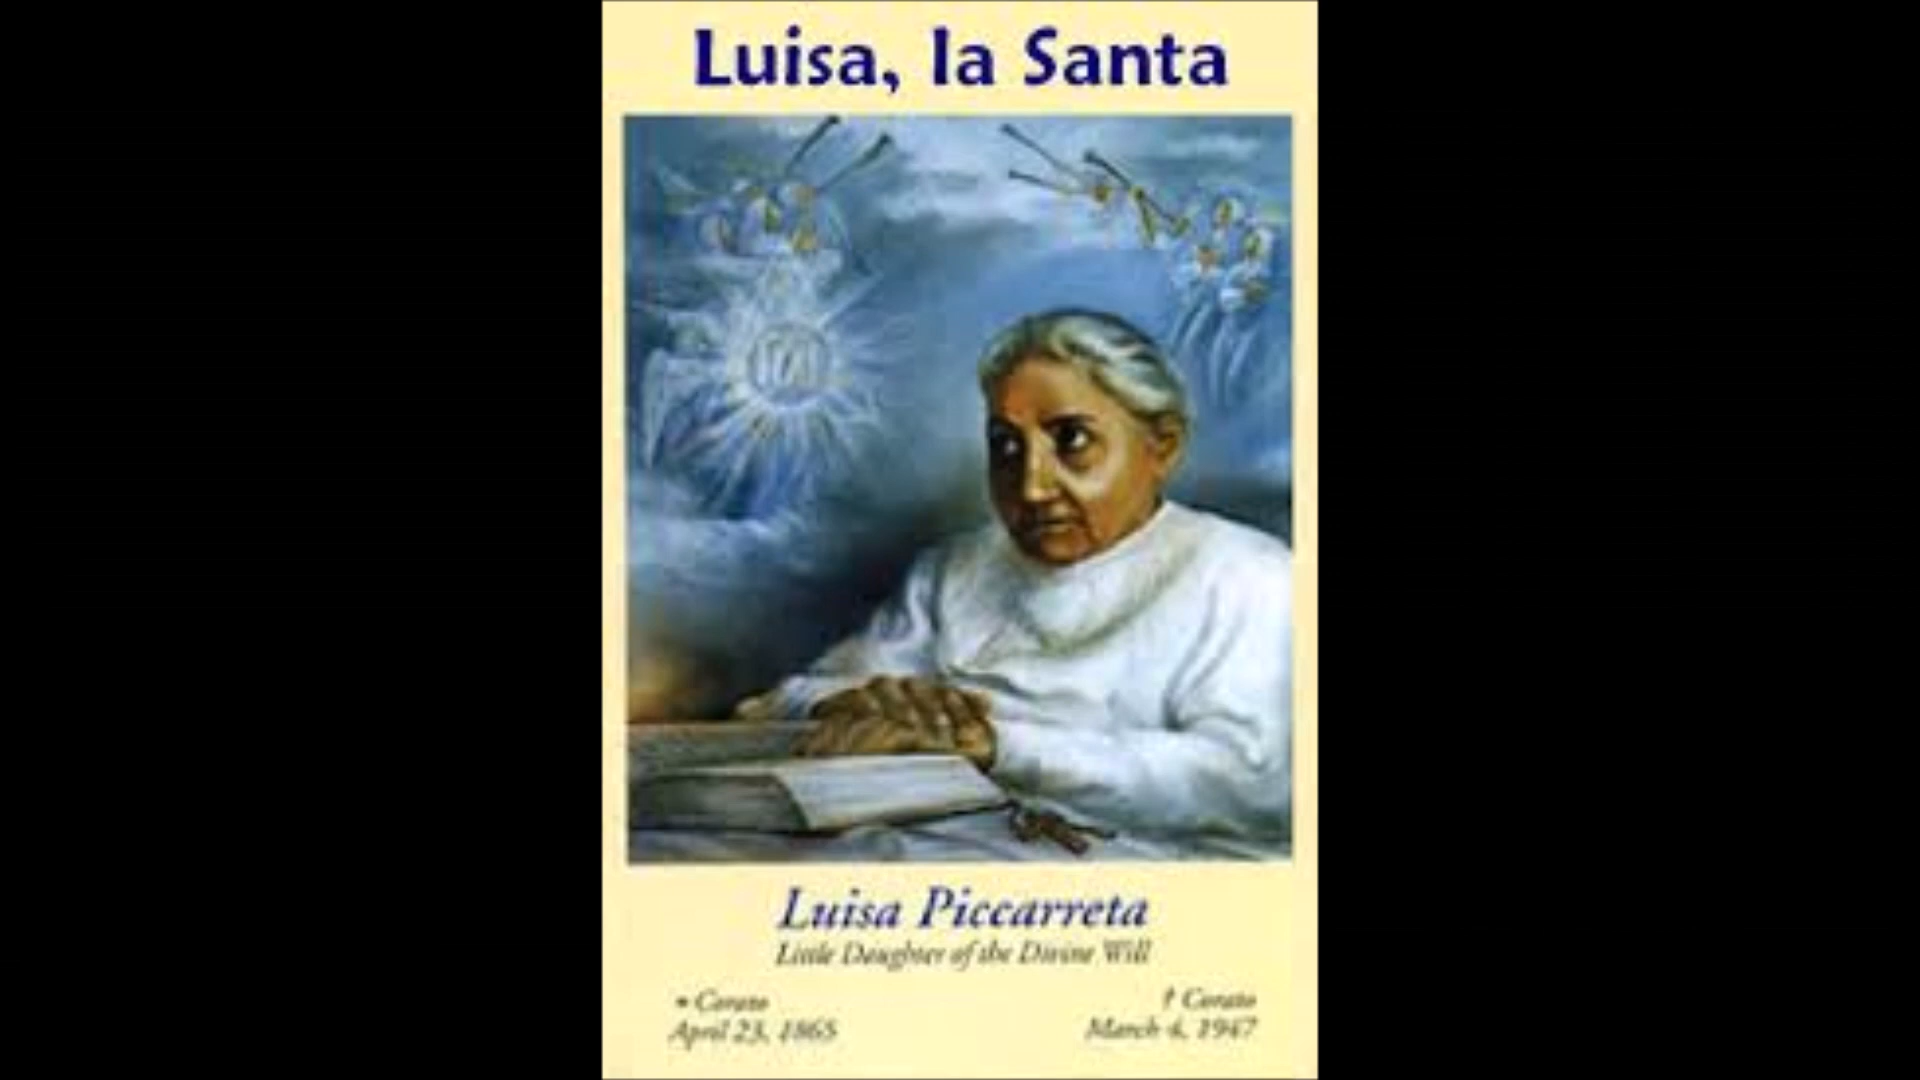 Luisa, la Santa
Luisa Piccarreta
Little Daughter of the Divine Will
* Corato
April 23, 1865
† Corato
March 4, 1947